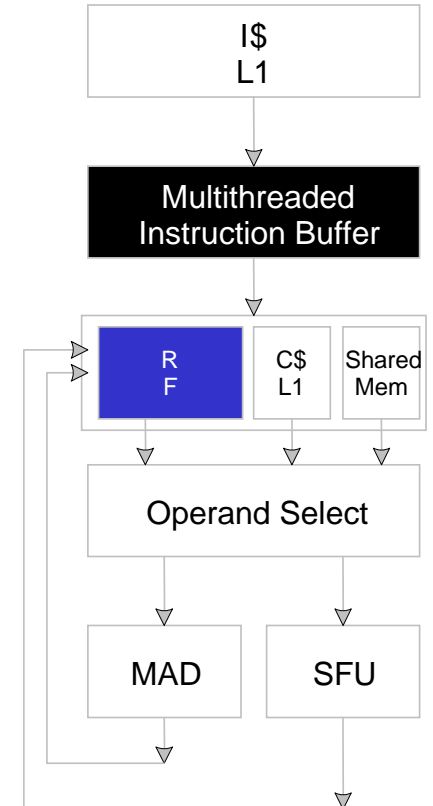 I$
L1
Multithreaded
Instruction Buffer
R
F
C$
L1
Shared
Mem
Operand Select
MAD
SFU